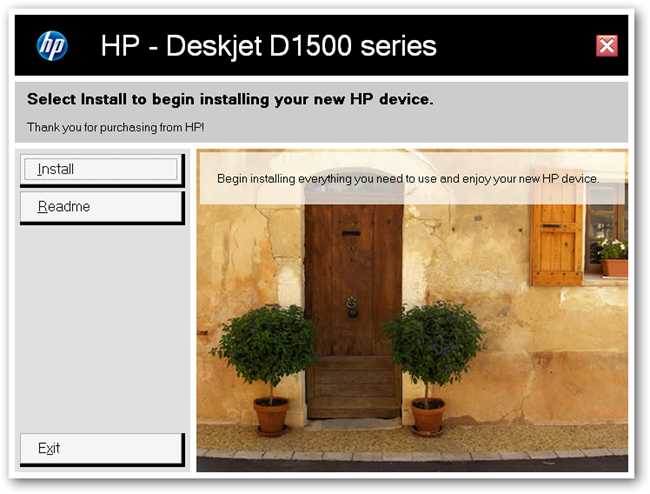 hp
HP - Deskjet D1500 series
Select Install to begin installing your new HP device.
Thank you for purchasing from HP!
Install
Begin installing everything you need to use and enjoy your new HP device.
Readme
Exit